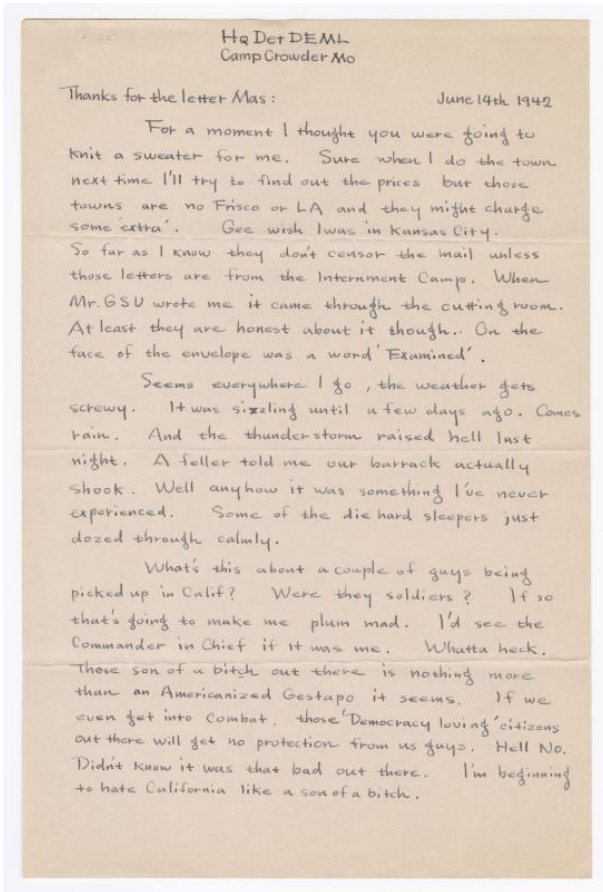 Hq Det DEML
Camp Crowder Mo
Thanks for the letter Mas:
June 14th 1942
For a moment I thought you were going to
knit a sweater for me. Sure when I do the town
next time I'll try to find out the prices but those
towns are no Frisco or LA and they might charge
some 'extra'. Gee wish I was in Kansas City.
So far as I know they don't censor the mail unless
those letters are from the Internment Camp. When
Mr. GSU wrote me it came through the cutting room.
At least they are honest about it though.. On the
face of the envelope was a word 'Examined'.
Seems everywhere I go, the weather gets
screwy. It was sizzling until a few days ago. Comes
rain. And the thunderstorm raised hell last
night. A feller told me our barrack actually
shook. Well anyhow it was something I've never
experienced. Some of the die hard sleepers just
dozed through calmly.
What's this about a couple of guys being
picked up in Calif? Were they soldiers? If so
that's going to make me plum mad. I'd see the
Commander in Chief if it was me. Whatta heck.
Those son of a bitch out there is nothing more
than an Americanized Gestapo it seems. If we
even get into Combat, those 'Democracy loving' citizens
out there will get no protection from us guys. Hell No.
Didn't know it was that bad out there. I'm beginning
to hate California like a son of a bitch.